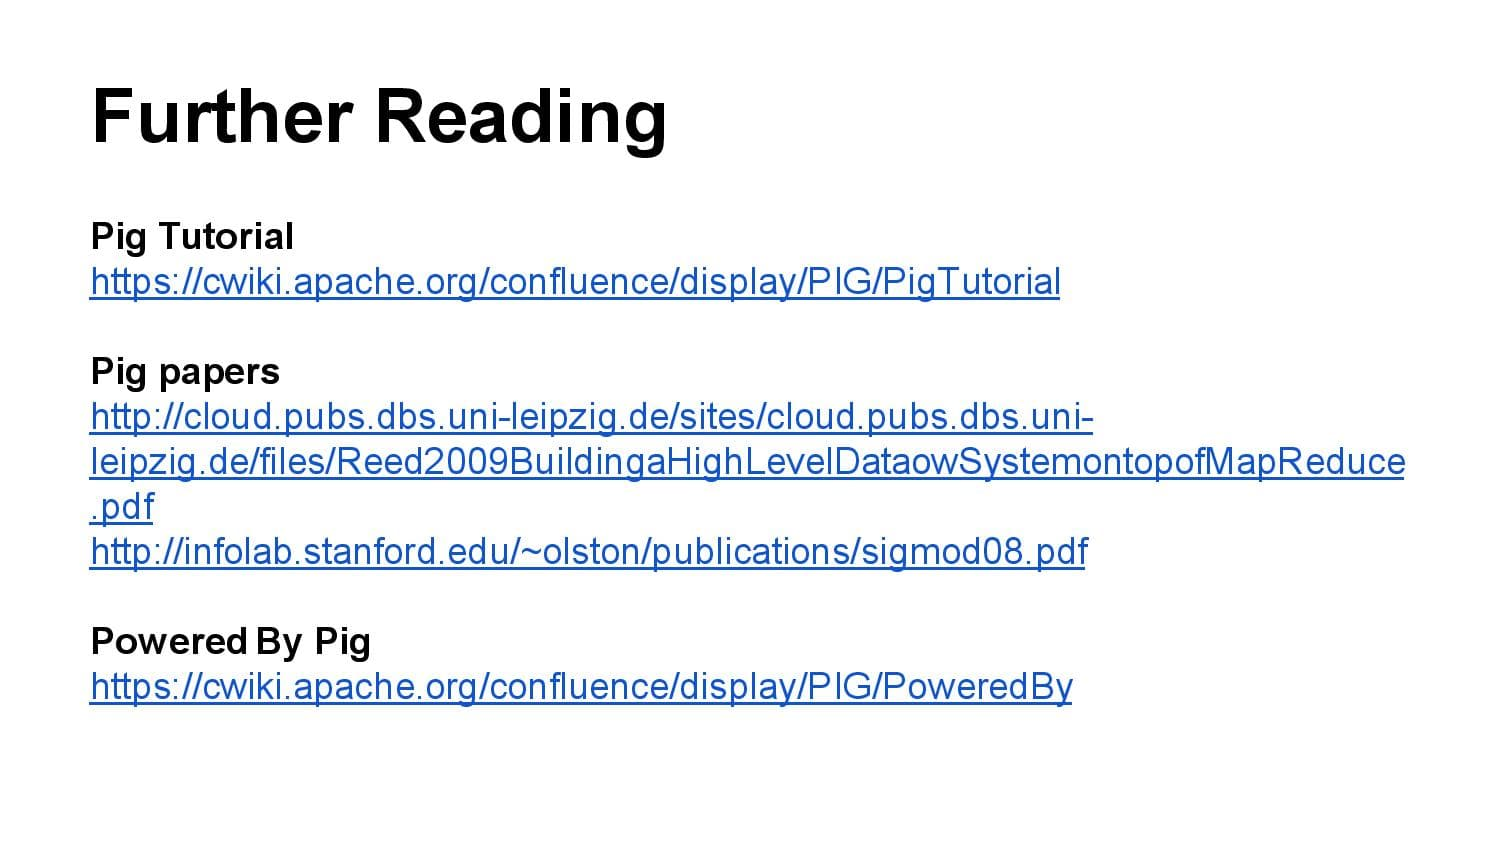 Further Reading
Pig Tutorial
https://cwiki.apache.org/confluence/display/PIG/PigTutorial
Pig papers
http://cloud.pubs.dbs.uni-leipzig.de/sites/cloud.pubs.dbs.uni-
leipzig.de/files/Reed2009BuildingaHighLevelDataowSystemontopofMapReduce
.pdf
http://infolab.stanford.edu/~olston/publications/sigmod08.pdf
Powered By Pig
https://cwiki.apache.org/confluence/display/PIG/PoweredBy